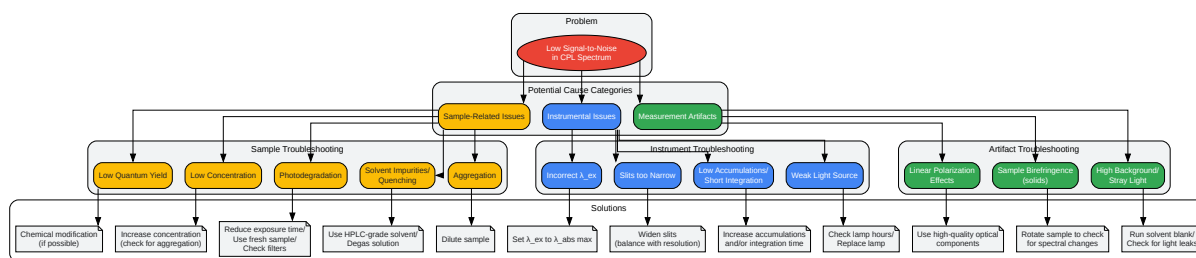 Problem
Low Signal-to-Noise
in CPL Spectrum
Potential Cause Categories
Sample-Related Issues
Instrumental Issues
Measurement Artifacts
Sample Troubleshooting
Instrument Troubleshooting
Artifact Troubleshooting
Low Quantum Yield
Low Concentration
Photodegradation
Solvent Impurities/
Quenching
Aggregation
Incorrect λ_ex
Slits too Narrow
Low Accumulations/
Short Integration
Weak Light Source
Linear Polarization
Effects
Sample Birefringence
(solids)
High Background/
Stray Light
Solutions
Chemical modification
(if possible)
Increase concentration
(check for aggregation)
Reduce exposure time/
Use fresh sample/
Check filters
Use HPLC-grade solvent/
Degas solution
Dilute sample
Set λ_ex to λ_abs max
Widen slits
(balance with resolution)
Increase accumulations
and/or integration time
Check lamp hours/
Replace lamp
Use high-quality optical
components
Rotate sample to check
for spectral changes
Run solvent blank/
Check for light leaks